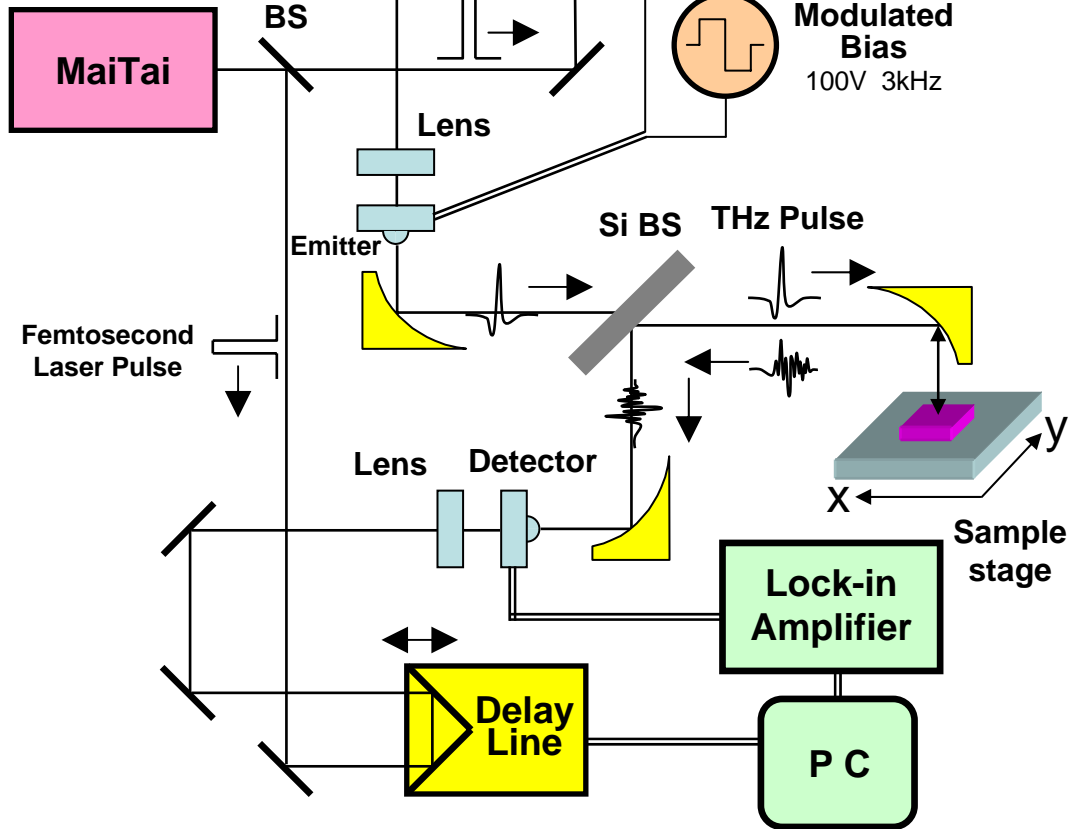 BS
MaiTai
Modulated
Bias
100V 3kHz
Lens
Emitter
Si BS
THz Pulse
Femtosecond
Laser Pulse
Lens
Detector
x
y
Sample
stage
Lock-in
Amplifier
Delay
Line
P C